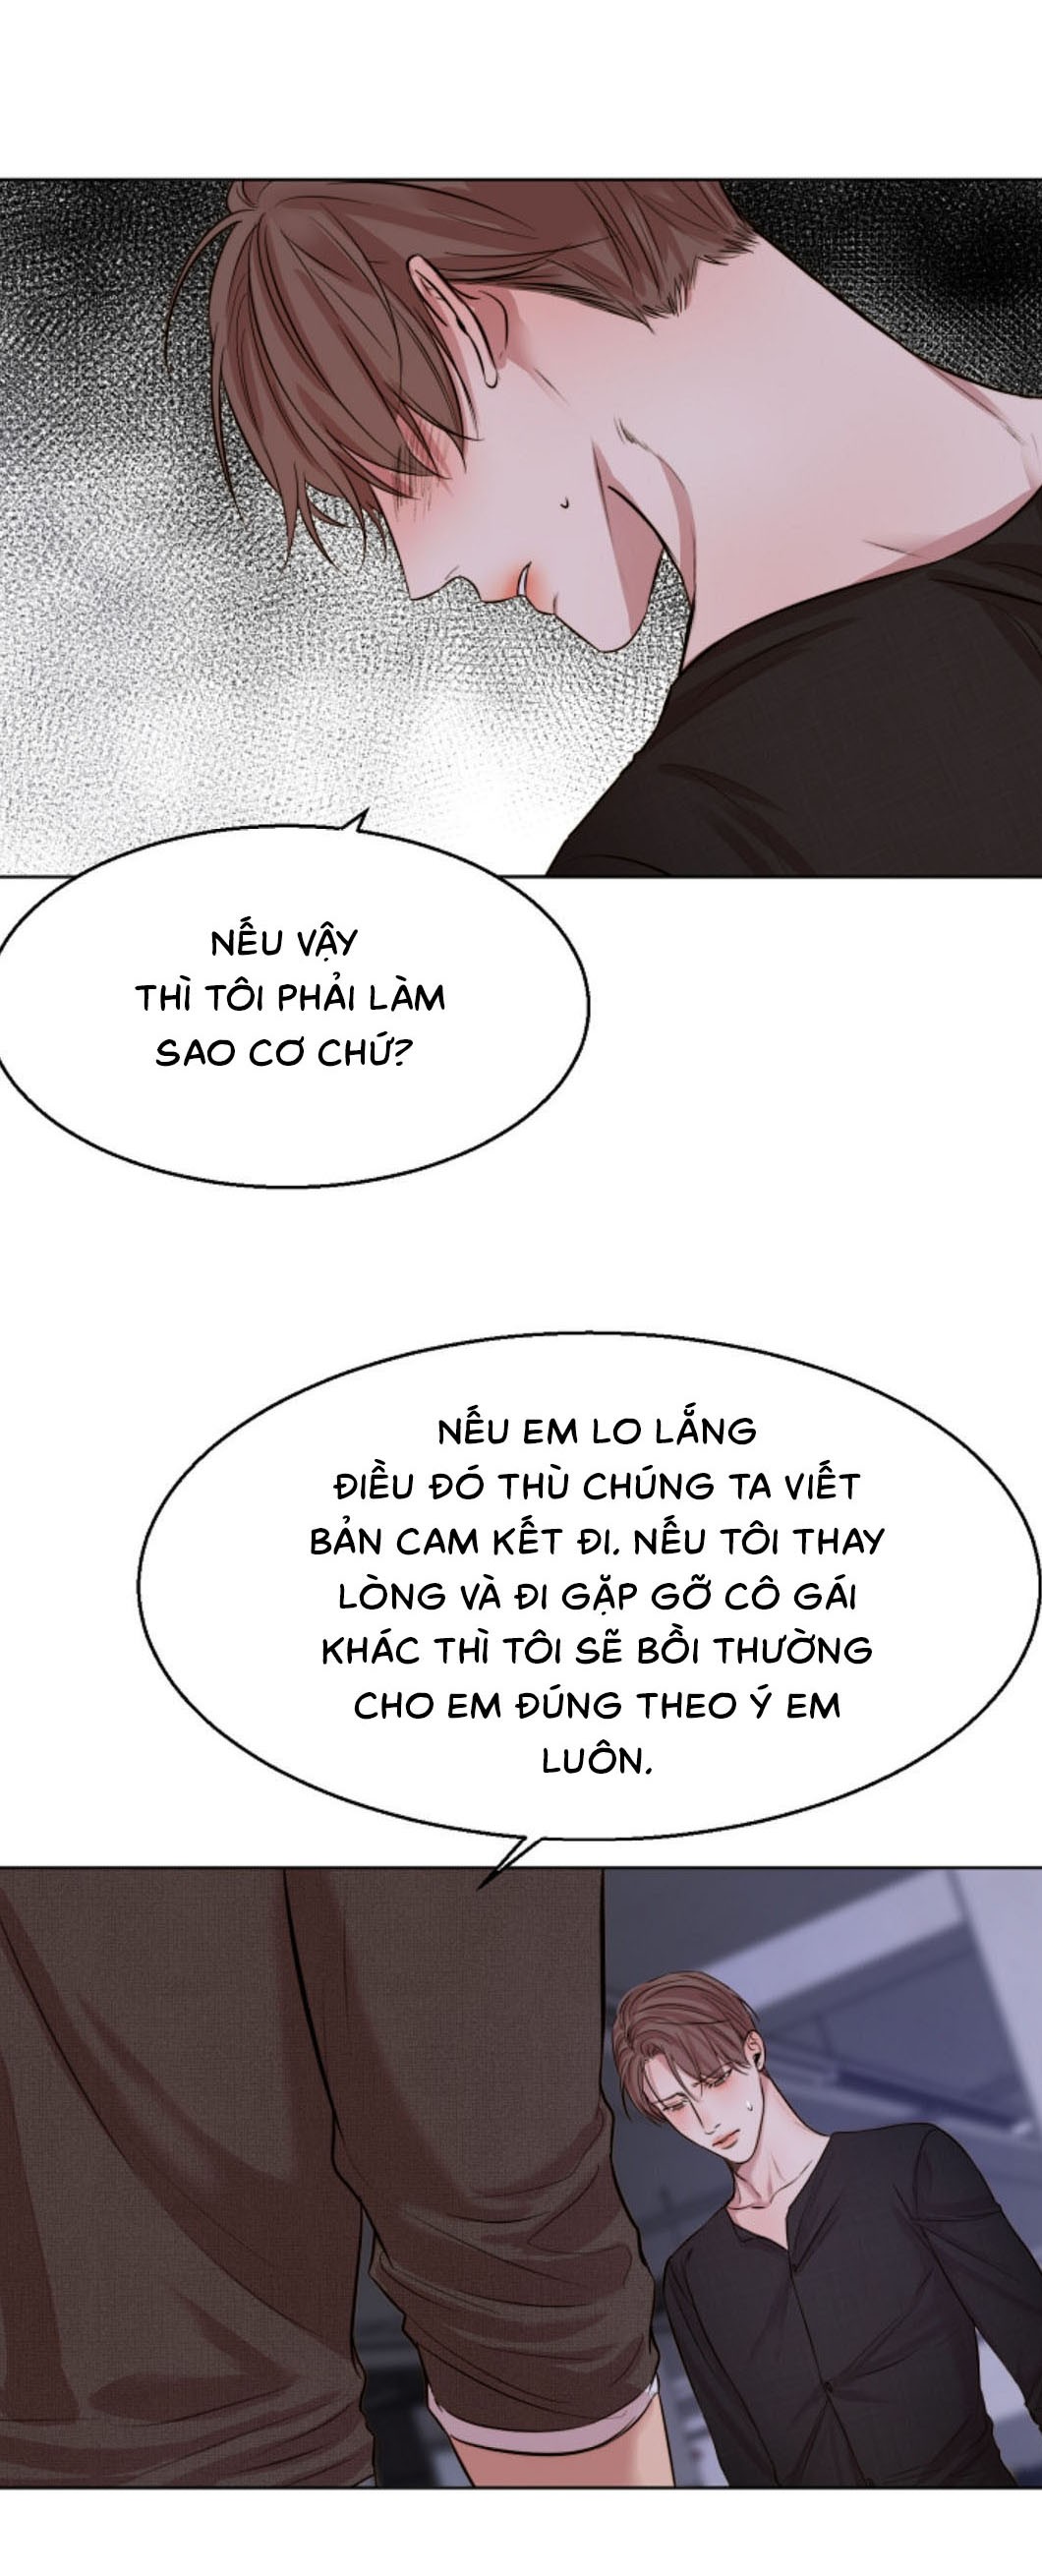 NẾU VẬY
THÌ TÔI PHẢI LÀM
SAO CƠ CHỨ?
NẾU EM LO LẮNG
ĐIỀU ĐÓ THÙ CHÚNG TA VIẾT
BẢN CAM KẾT ĐI. NẾU TÔI THAY
LÒNG VÀ ĐI GẶP GỠ CÔ GÁI
KHÁC THÌ TÔI SẼ BỒI THƯỜNG
CHO EM ĐÚNG THEO Ý EM
LUÔN.